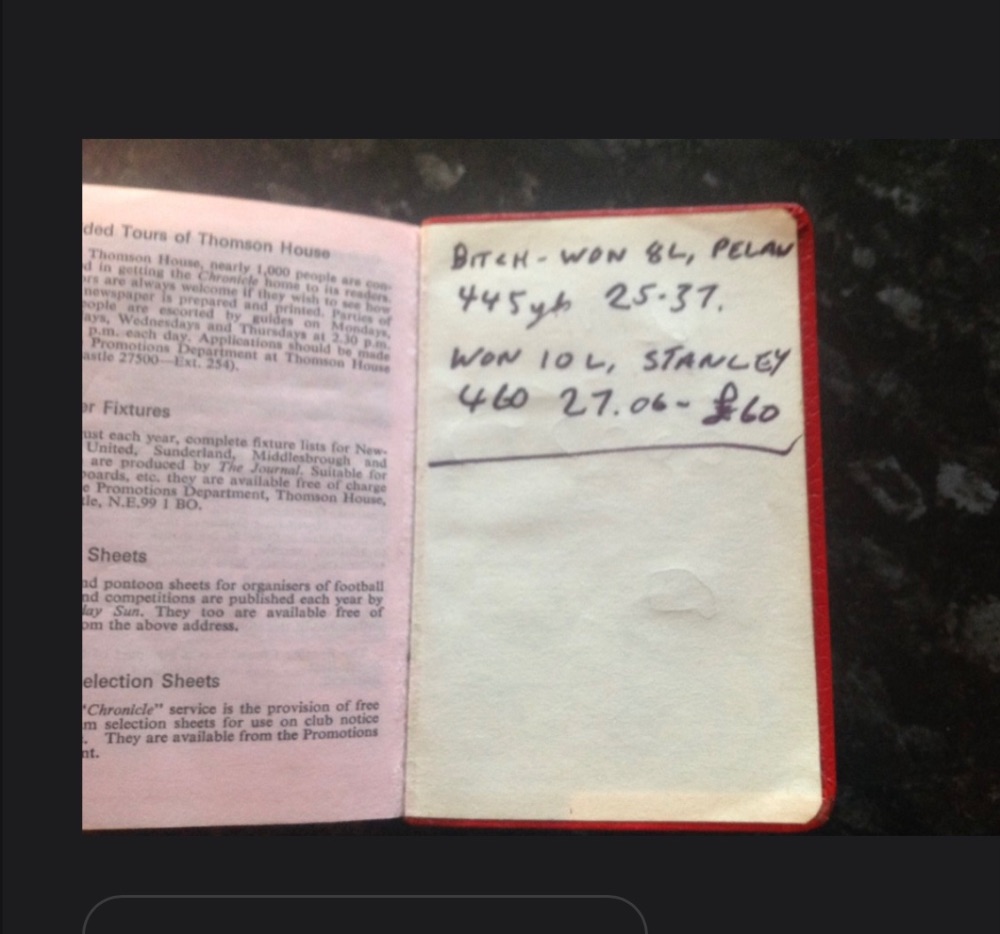 ded Tours of Thomson House
Thomson House, nearly 1,000 people are con-
d in getting the Chronicle home to its readers.
ors are always welcome if they wish to see how
newspaper is prepared and printed. Parties of
eople are escorted by guides on Mondays,
ays, Wednesdays and Thursdays at 2.30 p.m.
p.m. each day. Applications should be made
Promotions Department at Thomson House
astle 27500—Ext. 254).
or Fixtures
ust each year, complete fixture lists for New-
United, Sunderland, Middlesbrough and
are produced by The Journal. Suitable for
boards, etc. they are available free of charge
e Promotions Department, Thomson House,
tle, N.E.99 1 BO.
Sheets
nd pontoon sheets for organisers of football
nd competitions are published each year by
day Sun. They too are available free of
om the above address.
election Sheets
"Chronicle" service is the provision of free
m selection sheets for use on club notice
. They are available from the Promotions
nt.
BITCH - WON 8L, PELAW
445yds 25.37.
WON 10L, STANLEY
460 27.06 - £60